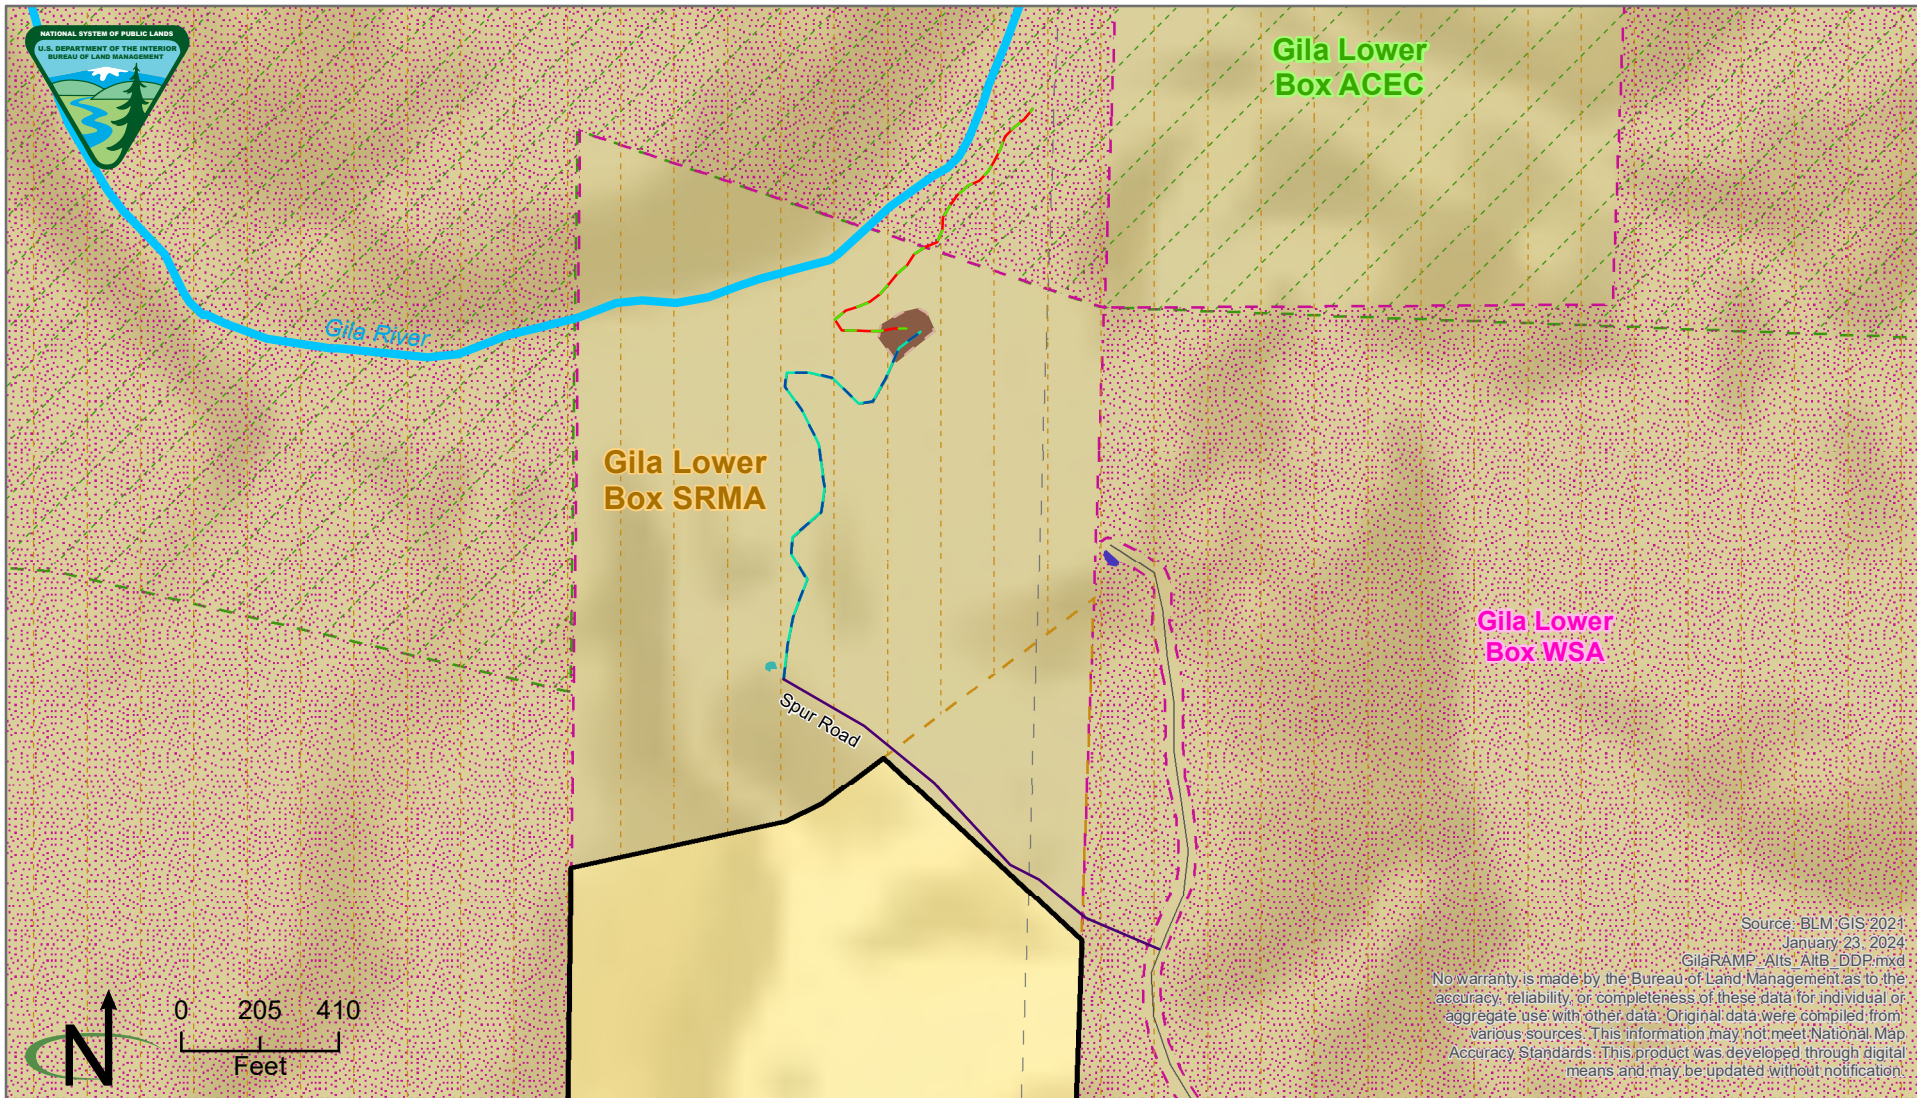 NATIONAL SYSTEM OF PUBLIC LANDS
U.S. DEPARTMENT OF THE INTERIOR
BUREAU OF LAND MANAGEMENT
Gila Lower
Box ACEC
Gila River
Gila Lower
Box SRMA
Gila Lower
Box WSA
Spur Road
Source: BLM GIS 2021
January 23, 2024
GilaRAMP_Alts_AltB_DDP.mxd
No warranty is made by the Bureau of Land Management as to the
accuracy, reliability, or completeness of these data for individual or
aggregate use with other data. Original data were compiled from
various sources. This information may not meet National Map
Accuracy Standards. This product was developed through digital
means and may be updated without notification.
0 205 410
Feet
N